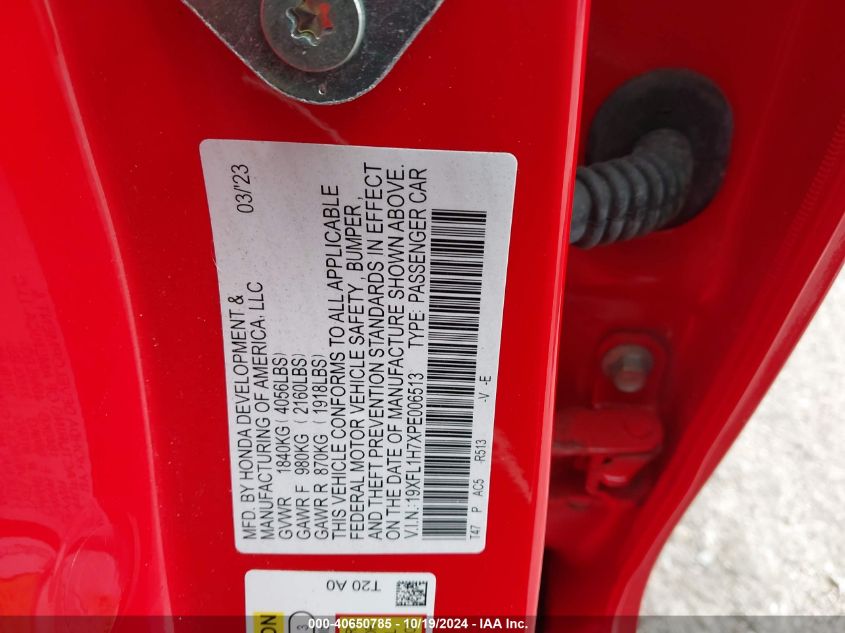 MFD. BY HONDA DEVELOPMENT & 03/'23
MANUFACTURING OF AMERICA, LLC
GVWR 1840KG (4056LBS)
GAWR F 980KG (2160LBS)
GAWR R 870KG (1918LBS)
THIS VEHICLE CONFORMS TO ALL APPLICABLE
FEDERAL MOTOR VEHICLE SAFETY, BUMPER,
AND THEFT PREVENTION STANDARDS IN EFFECT
ON THE DATE OF MANUFACTURE SHOWN ABOVE.
V.I.N.:19XFL1H7XPE006513 TYPE: PASSENGER CAR
T47 P AC5 -R513 -V -E
T20 A0
000-40650785 - 10/19/2024 - IAA Inc.